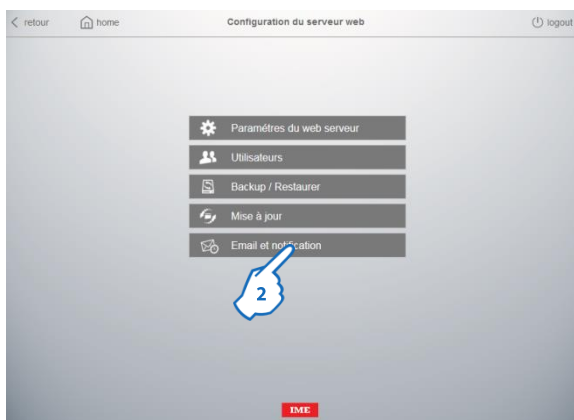 retour home Configuration du serveur web logout
Paramétres du web serveur
Utilisateurs
Backup / Restaurer
Mise à jour
Email et notification
2
IME